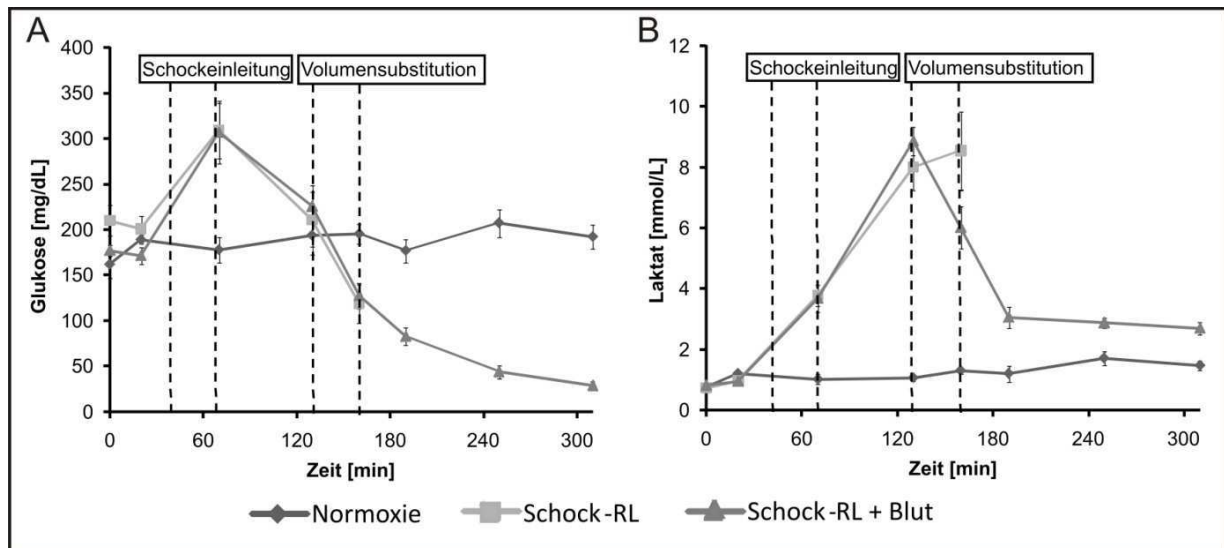 A
Glukose [mg/dL]
400
350
300
250
200
150
100
50
0
Schockeinleitung
Volumensubstitution
0 60 120 180 240 300
Zeit [min]
B
Laktat [mmol/L]
12
10
8
6
4
2
0
Schockeinleitung
Volumensubstitution
0 60 120 180 240 300
Zeit [min]
Normoxie Schock-RL Schock-RL + Blut